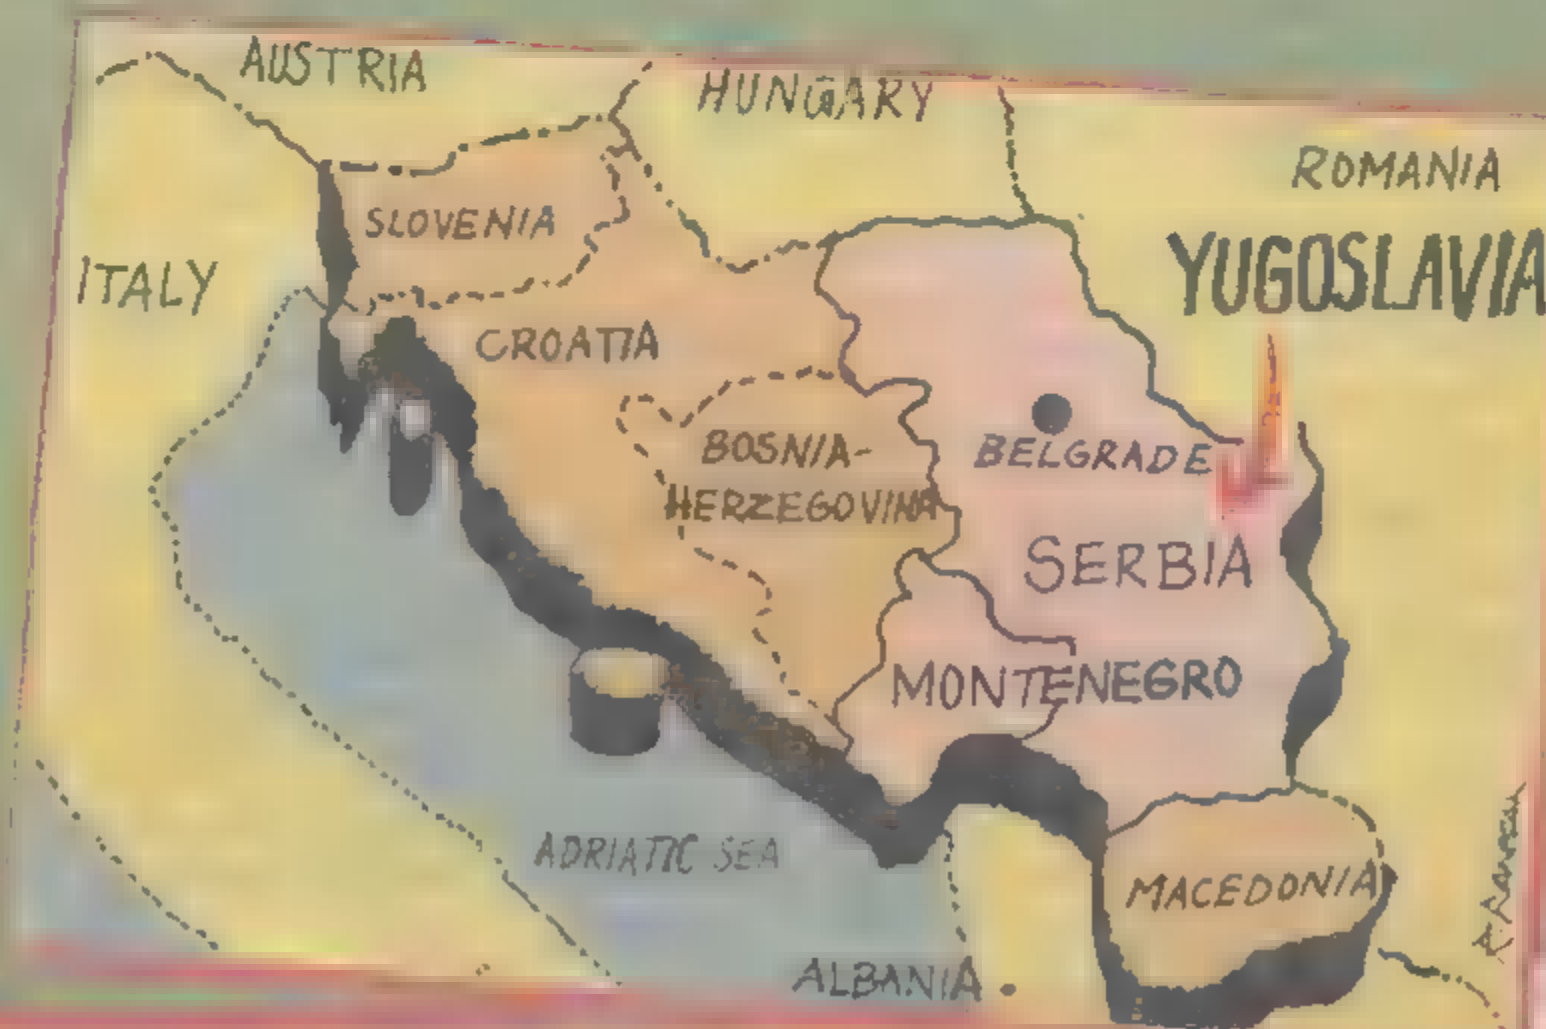 AUSTRIA
HUNGARY
ROMANIA
SLOVENIA
YUGOSLAVIA
ITALY
CROATIA
BOSNIA-
HERZEGOVINA
BELGRADE
SERBIA
MONTENEGRO
ADRIATIC SEA
MACEDONIA
ALBANIA